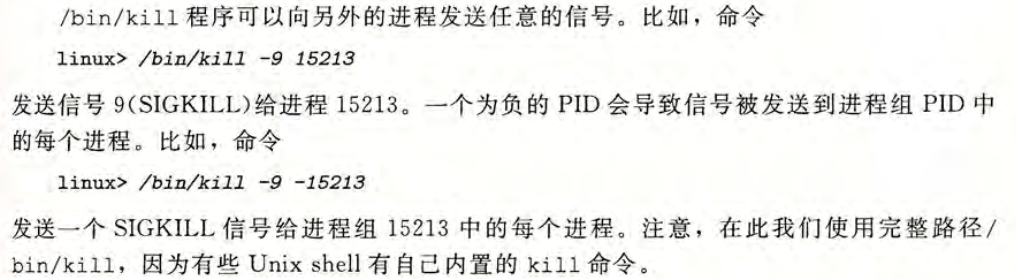 /bin/kill 程序可以向另外的进程发送任意的信号。比如，命令
linux> /bin/kill -9 15213
发送信号 9(SIGKILL)给进程 15213。一个为负的 PID 会导致信号被发送到进程组 PID 中
的每个进程。比如，命令
linux> /bin/kill -9 -15213
发送一个 SIGKILL 信号给进程组 15213 中的每个进程。注意，在此我们使用完整路径/
bin/kill，因为有些 Unix shell 有自己内置的 kill 命令。